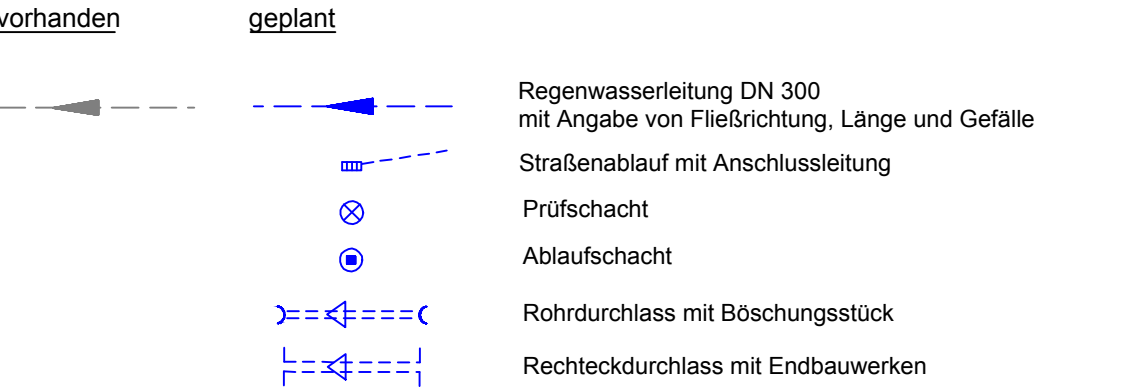 vorhanden
geplant
Regenwasserleitung DN 300
mit Angabe von Fließrichtung, Länge und Gefälle
Straßenablauf mit Anschlussleitung
Prüfschacht
Ablaufschacht
Rohrdurchlass mit Böschungsstück
Rechteckdurchlass mit Endbauwerken